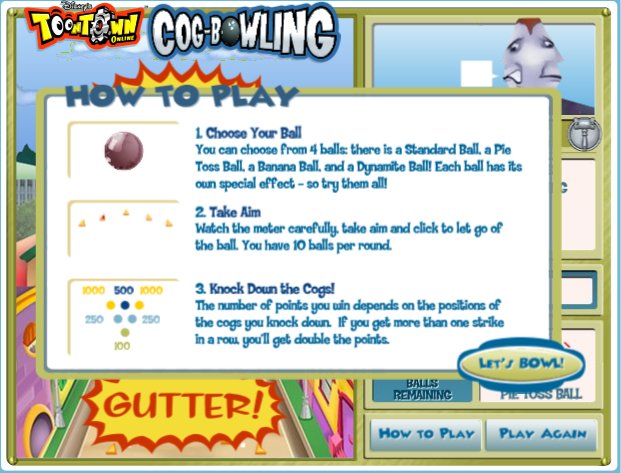 Disney's
TOONTOWN
ONLINE
COG-BOWLING
HOW TO PLAY
1. Choose Your Ball
You can choose from 4 balls: there is a Standard Ball, a Pie
Toss Ball, a Banana Ball, and a Dynamite Ball! Each ball has its
own special effect - so try them all!
2. Take Aim
Watch the meter carefully, take aim and click to let go of
the ball. You have 10 balls per round.
1000 500 1000
250 250
100
3. Knock Down the Cogs!
The number of points you win depends on the positions of
the cogs you knock down. If you get more than one strike
in a row, you'll get double the points.
LET'S BOWL!
GUTTER!
BALLS
REMAINING
PIE TOSS BALL
HOW TO PLAY
PLAY AGAIN